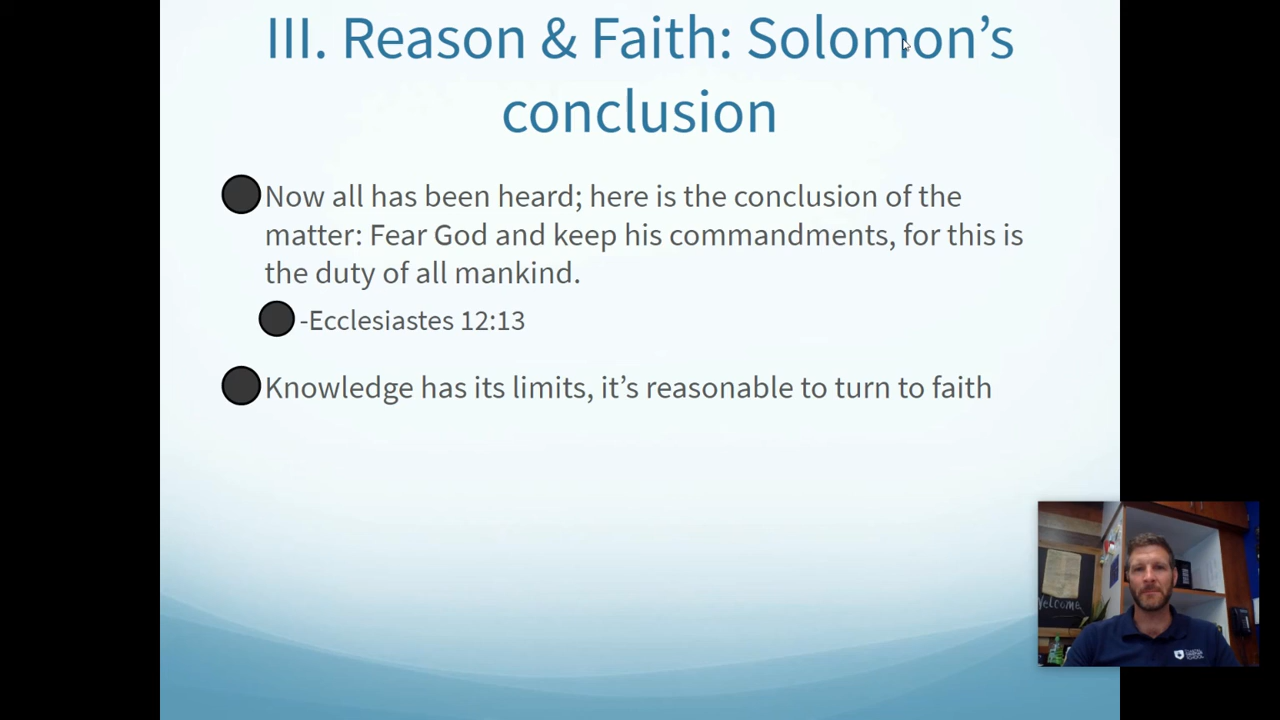 III. Reason & Faith: Solomon’s
conclusion
Now all has been heard; here is the conclusion of the
matter: Fear God and keep his commandments, for this is
the duty of all mankind.
-Ecclesiastes 12:13
Knowledge has its limits, it’s reasonable to turn to faith
Welcome